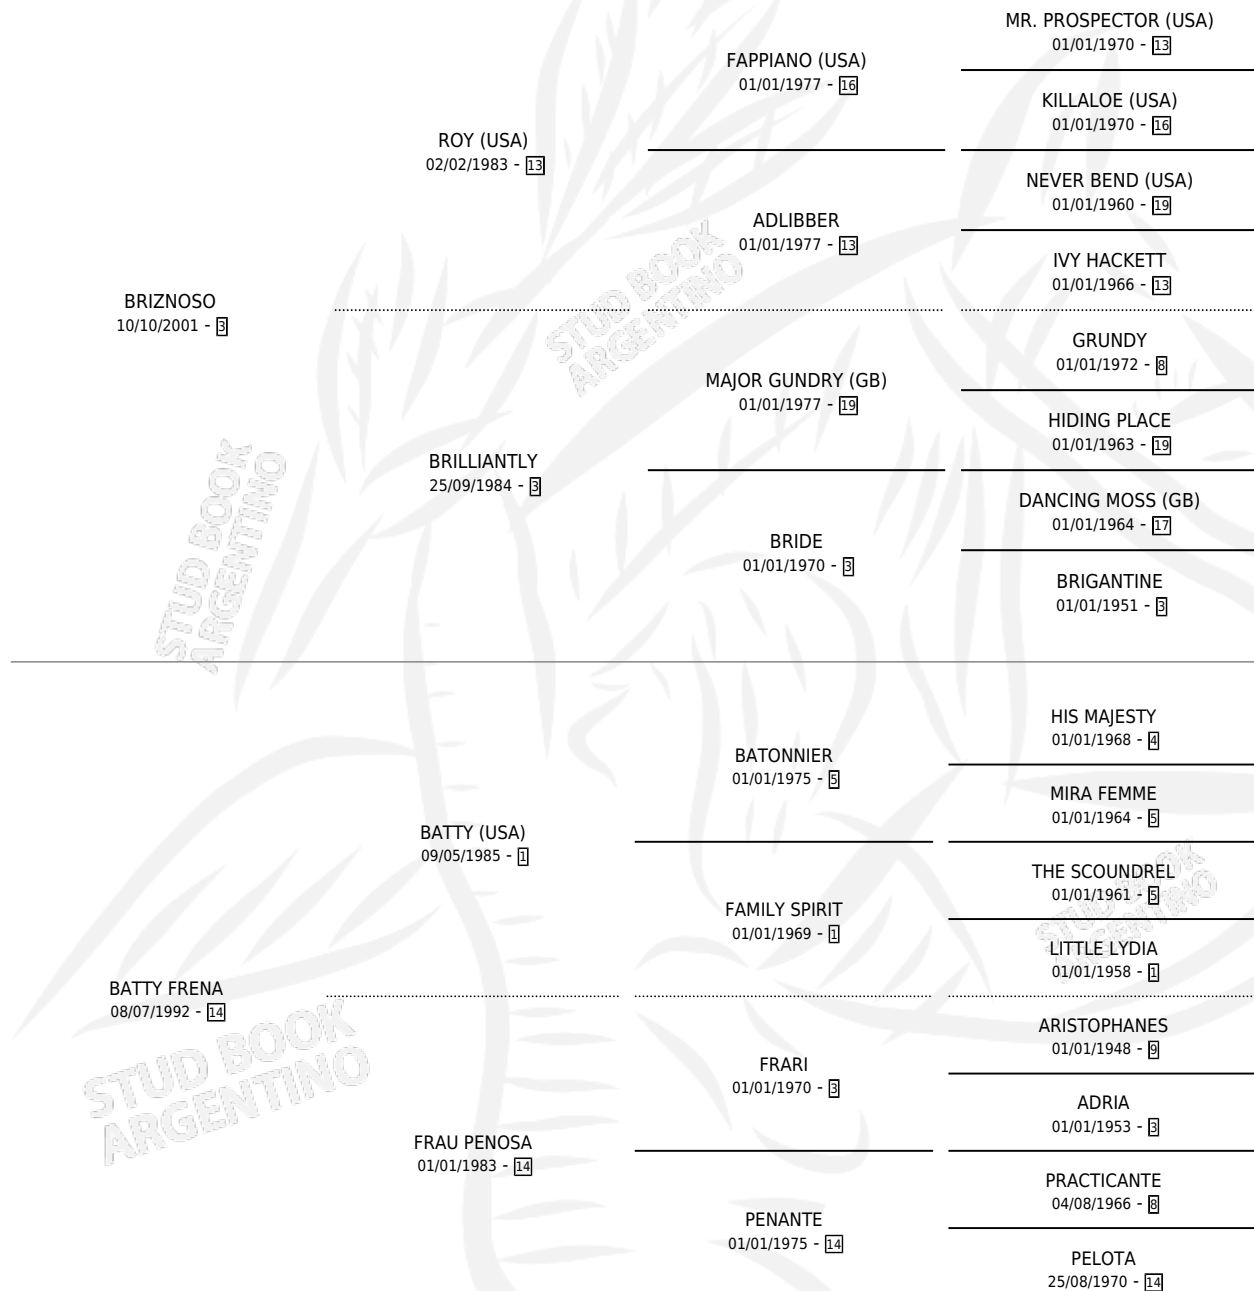 MR. PROSPECTOR (USA)
01/01/1970 - 13
FAPPIANO (USA)
01/01/1977 - 16
KILLALOE (USA)
01/01/1970 - 16
ROY (USA)
02/02/1983 - 13
NEVER BEND (USA)
01/01/1960 - 19
ADLIBBER
01/01/1977 - 13
IVY HACKETT
01/01/1966 - 13
BRIZNOSO
10/10/2001 - 3
GRUNDY
01/01/1972 - 8
MAJOR GUNDRY (GB)
01/01/1977 - 19
HIDING PLACE
01/01/1963 - 19
BRILLIANTLY
25/09/1984 - 3
DANCING MOSS (GB)
01/01/1964 - 17
BRIDE
01/01/1970 - 3
BRIGANTINE
01/01/1951 - 3
HIS MAJESTY
01/01/1968 - 4
BATONNIER
01/01/1975 - 5
MIRA FEMME
01/01/1964 - 5
BATTY (USA)
09/05/1985 - 1
THE SCOUNDREL
01/01/1961 - 5
FAMILY SPIRIT
01/01/1969 - 1
LITTLE LYDIA
01/01/1958 - 1
BATTY FRENA
08/07/1992 - 14
ARISTOPHANES
01/01/1948 - 9
FRARI
01/01/1970 - 3
ADRIA
01/01/1953 - 3
FRAU PENOSA
01/01/1983 - 14
PRACTICANTE
04/08/1966 - 8
PENANTE
01/01/1975 - 14
PELOTA
25/08/1970 - 14
STUD BOOK
ARGENTINO
STUD BOOK
ARGENTINO
STUD BOOK
ARGENTINO
STUD BOOK
ARGENTINO